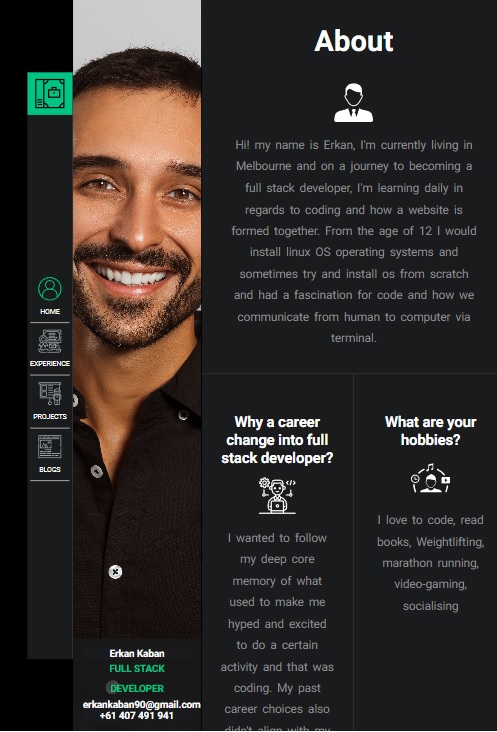 HOME
EXPERIENCE
PROJECTS
BLOGS
Erkan Kaban
FULL STACK
DEVELOPER
erkankaban90@gmail.com
+61 407 491 941
About
Hi! my name is Erkan, I'm currently living in
Melbourne and on a journey to becoming a
full stack developer, I'm learning daily in
regards to coding and how a website is
formed together. From the age of 12 I would
install linux OS operating systems and
sometimes try and install os from scratch
and had a fascination for code and how we
communicate from human to computer via
terminal.
Why a career
change into full
stack developer?
I wanted to follow
my deep core
memory of what
used to make me
hyped and excited
to do a certain
activity and that was
coding. My past
career choices also
didn't align with my
What are your
hobbies?
I love to code, read
books, Weightlifting,
marathon running,
video-gaming,
socialising